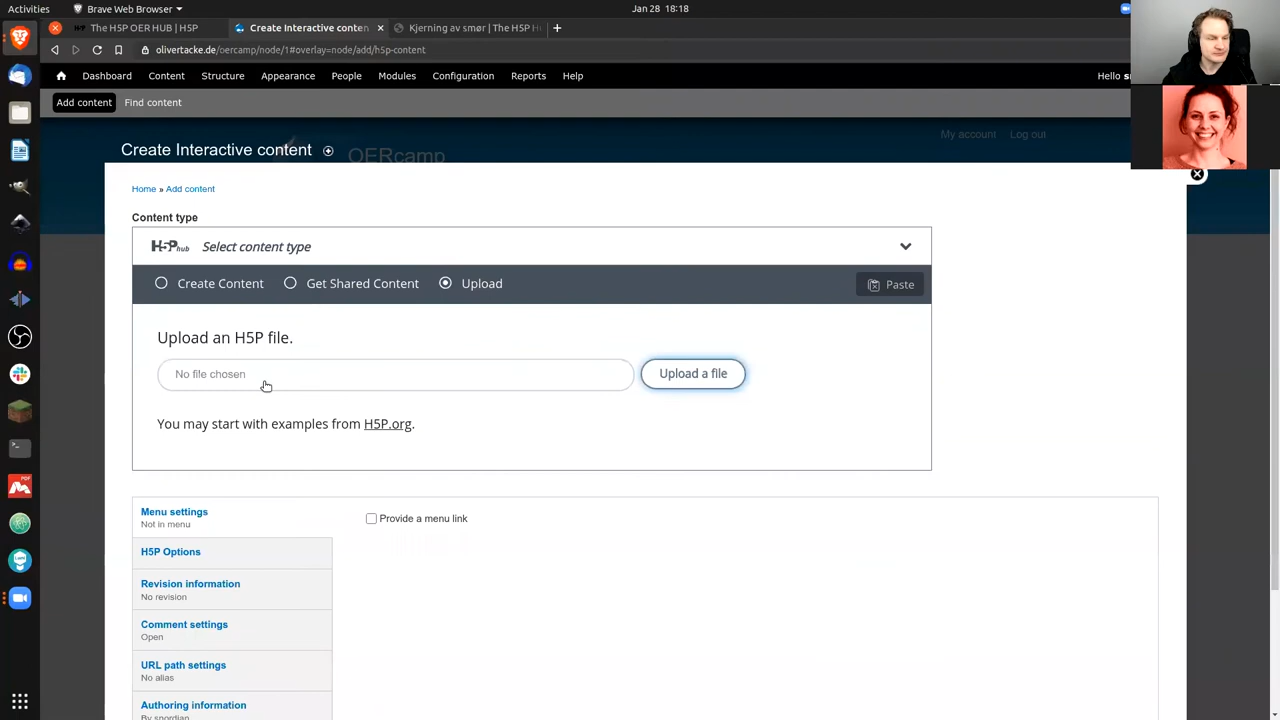 Activities
Brave Web Browser
Jan 28 18:18
The H5P OER HUB | H5P
Create Interactive conten
Kjerning av smør | The H5P Hu
olivertacke.de/oercamp/node/1#overlay=node/add/h5p-content
Dashboard
Content
Structure
Appearance
People
Modules
Configuration
Reports
Help
Hello
Add content
Find content
My account
Log out
Create Interactive content
OERcamp
Home » Add content
Content type
H5P hub
Select content type
Create Content
Get Shared Content
Upload
Paste
Upload an H5P file.
No file chosen
Upload a file
You may start with examples from H5P.org.
Menu settings
Not in menu
Provide a menu link
H5P Options
Revision information
No revision
Comment settings
Open
URL path settings
No alias
Authoring information
By snordian